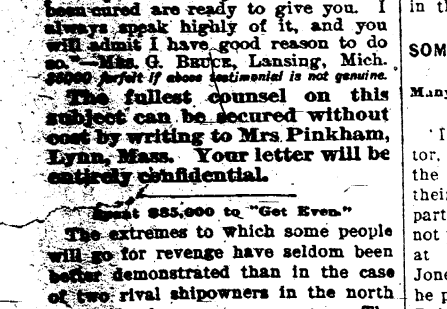 been cured are ready to give you. I
always speak highly of it, and you
will admit I have good reason to do
so."—Mrs. G. Bruce, Lansing, Mich.
$5000 forfeit if above testimonial is not genuine.
The fullest counsel on this
subject can be secured without
cost by writing to Mrs. Pinkham,
Lynn, Mass. Your letter will be
entirely confidential.
Spent $85,000 to "Get Even."
The extremes to which some people
will go for revenge have seldom been
better demonstrated than in the case
of two rival shipowners in the north
in
SOM
Many
tor.
the
part
not
at
Jone
he p